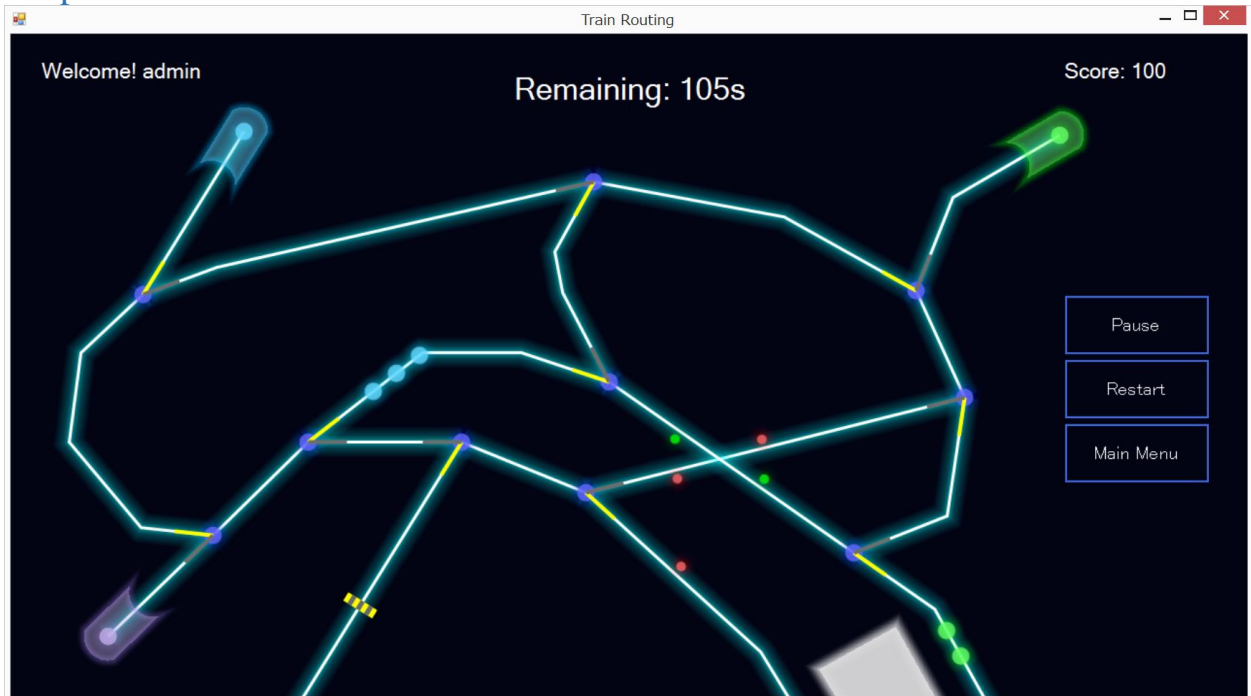 Train Routing
Welcome! admin
Remaining: 105s
Score: 100
Pause
Restart
Main Menu